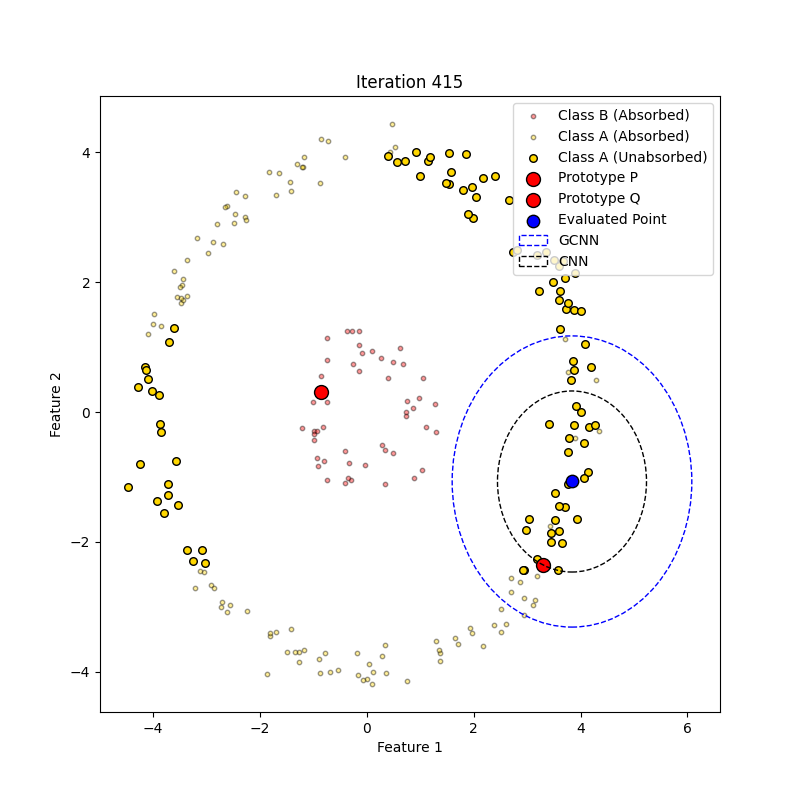 Iteration 415
Class B (Absorbed)
Class A (Absorbed)
Class A (Unabsorbed)
Prototype P
Prototype Q
Evaluated Point
GCNN
CNN
4
2
0
−2
−4
Feature 2
−4
−2
0
2
4
6
Feature 1